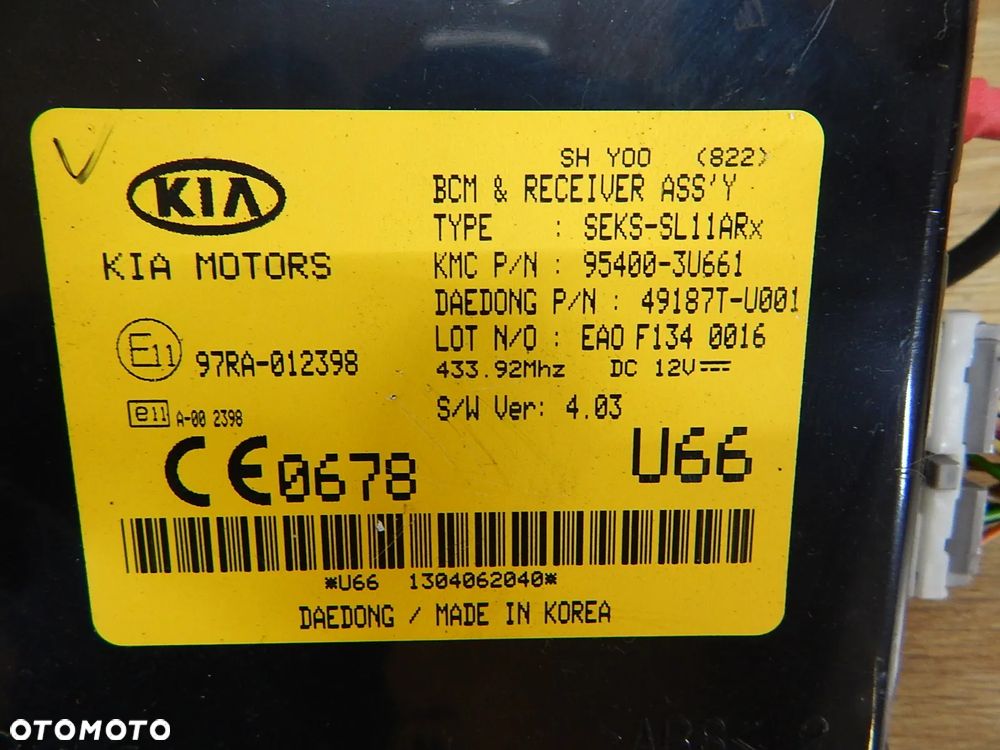 SH YOO (822)
KIA
KIA MOTORS
BCM & RECEIVER ASS'Y
TYPE : SEKS-SL11ARx
KMC P/N : 95400-3U661
DAEDONG P/N : 49187T-U001
LOT N/O : EAO F134 0016
433.92Mhz DC 12V
S/W Ver: 4.03
E11 97RA-012398
e11 A-00 2398
CE0678
U66
*U66 1304062040*
DAEDONG / MADE IN KOREA
OTOMOTO